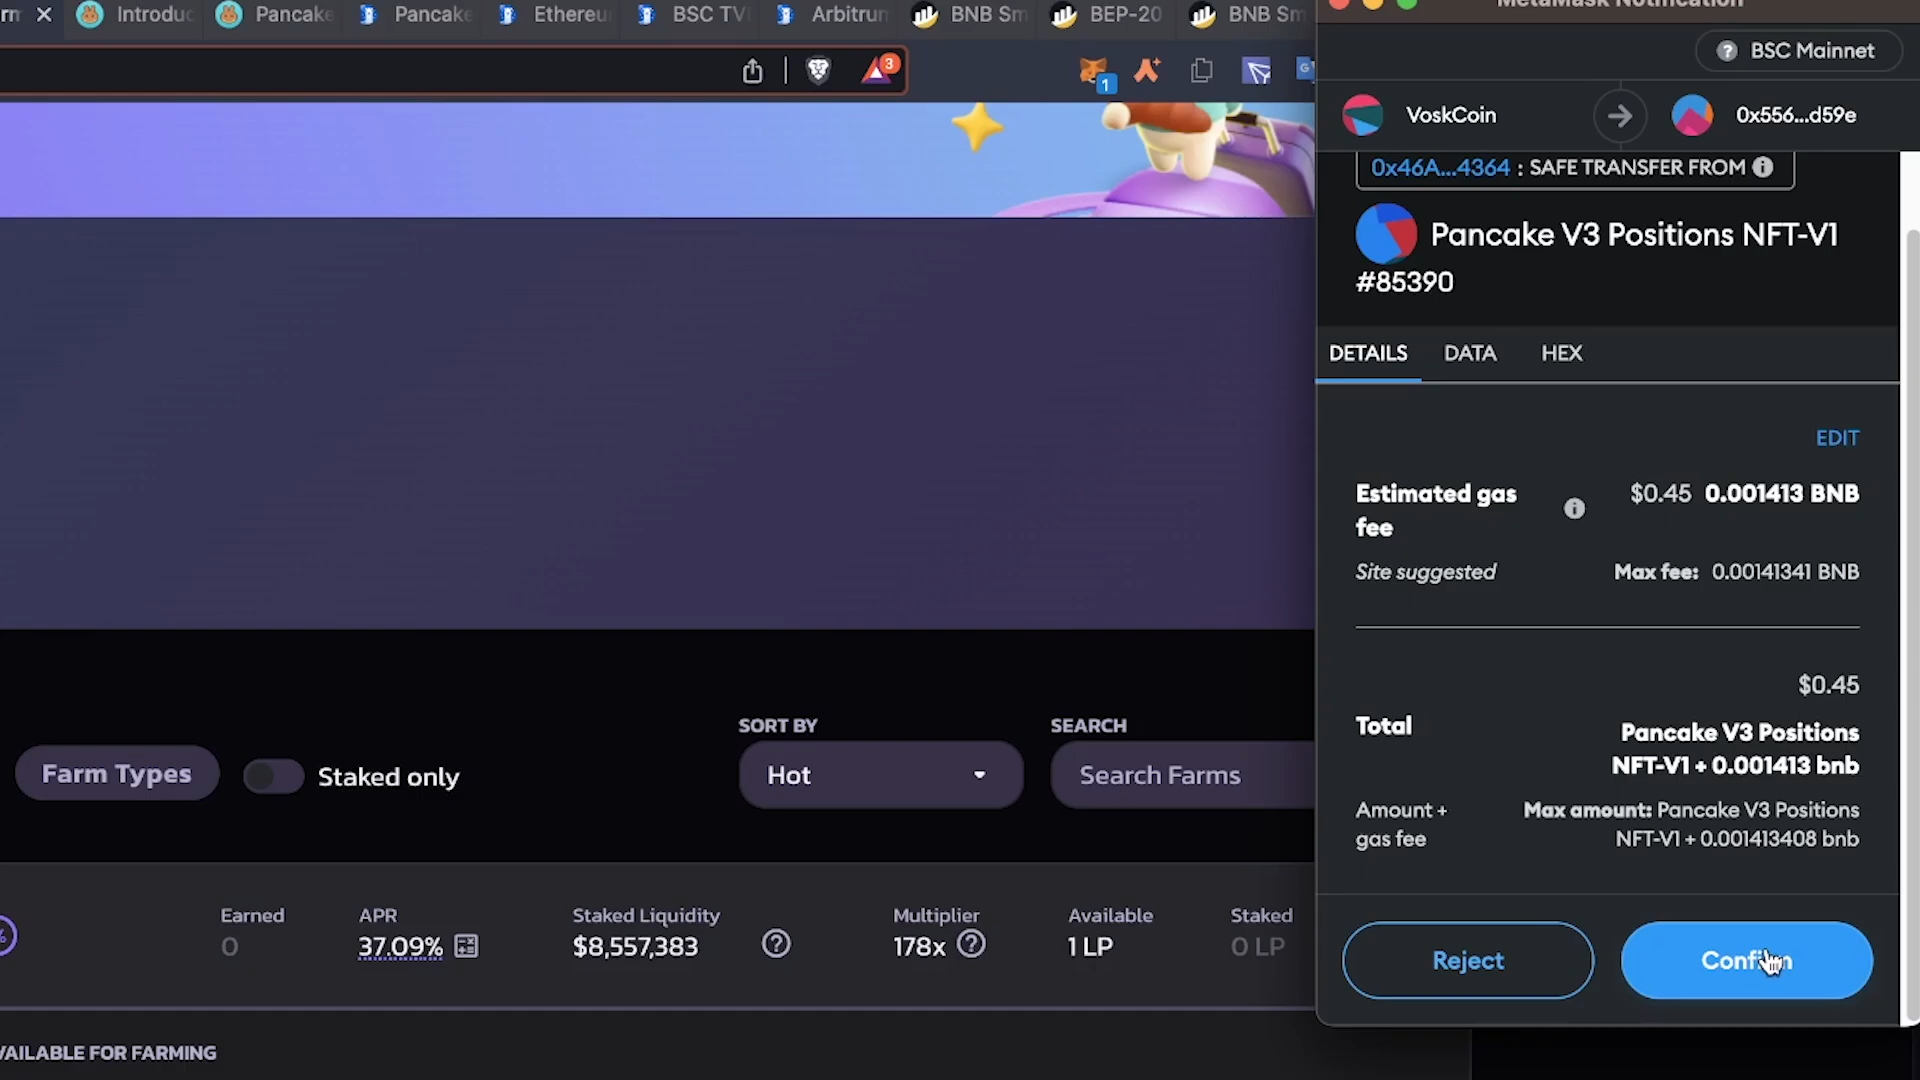 Introduc
Pancake
Pancake
Ethereu
BSC TVI
Arbitrun
BNB Sm
BEP-20
BNB Sm
3
1
MetaMask Notification
BSC Mainnet
VoskCoin
0x556...d59e
0x46A...4364 : SAFE TRANSFER FROM
Pancake V3 Positions NFT-V1
#85390
DETAILS DATA HEX
EDIT
Estimated gas
fee
$0.45 0.001413 BNB
Site suggested
Max fee: 0.00141341 BNB
$0.45
Total
Pancake V3 Positions
NFT-V1 + 0.001413 bnb
Amount +
gas fee
Max amount: Pancake V3 Positions
NFT-V1 + 0.001413408 bnb
Reject
Confirm
SORT BY
SEARCH
Farm Types
Staked only
Hot
Search Farms
Earned
0
APR
37.09%
Staked Liquidity
$8,557,383
Multiplier
178x
Available
1 LP
Staked
0 LP
VAILABLE FOR FARMING